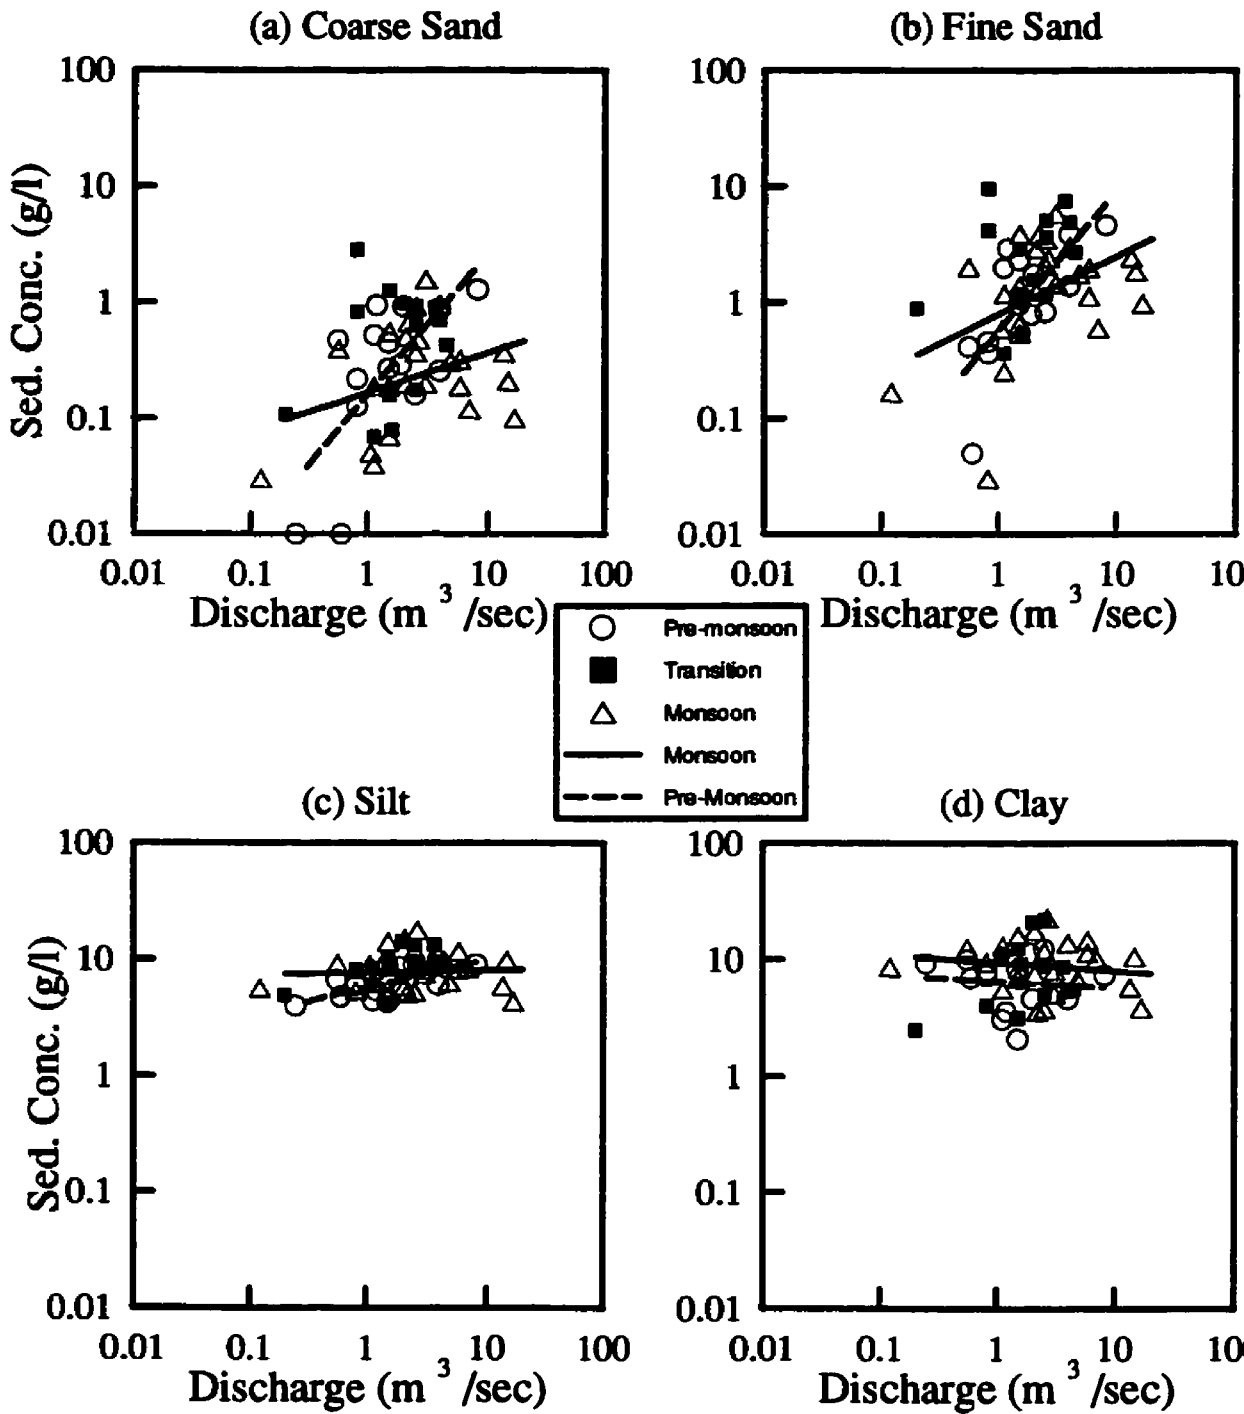 (a) Coarse Sand
(b) Fine Sand
100
10
1
0.1
0.01
Sed. Conc. (g/l)
0.01 0.1 1 10 100
Discharge (m 3 /sec)
100
10
1
0.1
0.01
0.01 0.1 1 10 10
Discharge (m 3 /sec)
Pre-monsoon
Transition
Monsoon
Monsoon
Pre-Monsoon
(c) Silt
(d) Clay
100
10
1
0.1
0.01
Sed. Conc. (g/l)
0.01 0.1 1 10 100
Discharge (m 3 /sec)
100
10
1
0.1
0.01
0.01 0.1 1 10 10
Discharge (m 3 /sec)